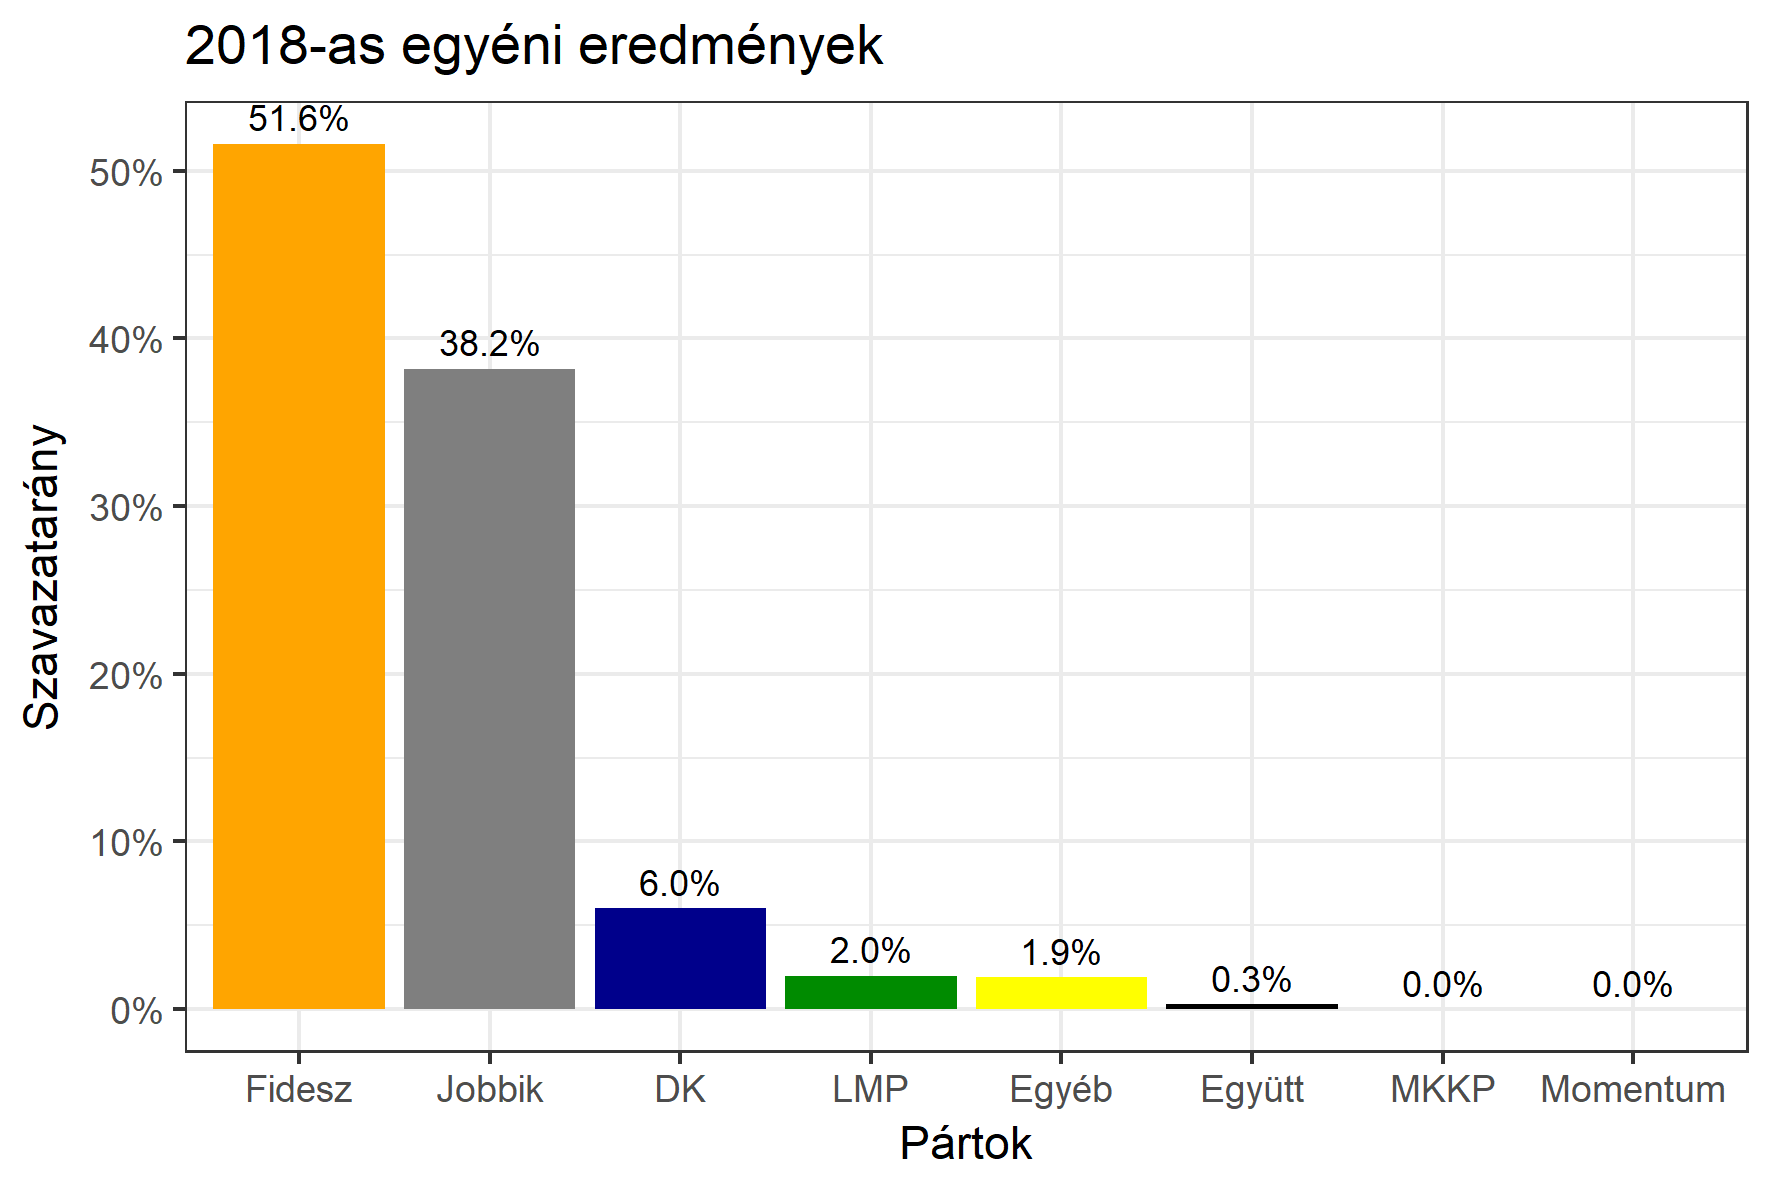 2018-as egyéni eredmények
51.6%
38.2%
6.0%
2.0%
1.9%
0.3%
0.0%
0.0%
50%
40%
30%
20%
10%
0%
Szavazatarány
Fidesz
Jobbik
DK
LMP
Egyéb
Együtt
MKKP
Momentum
Pártok